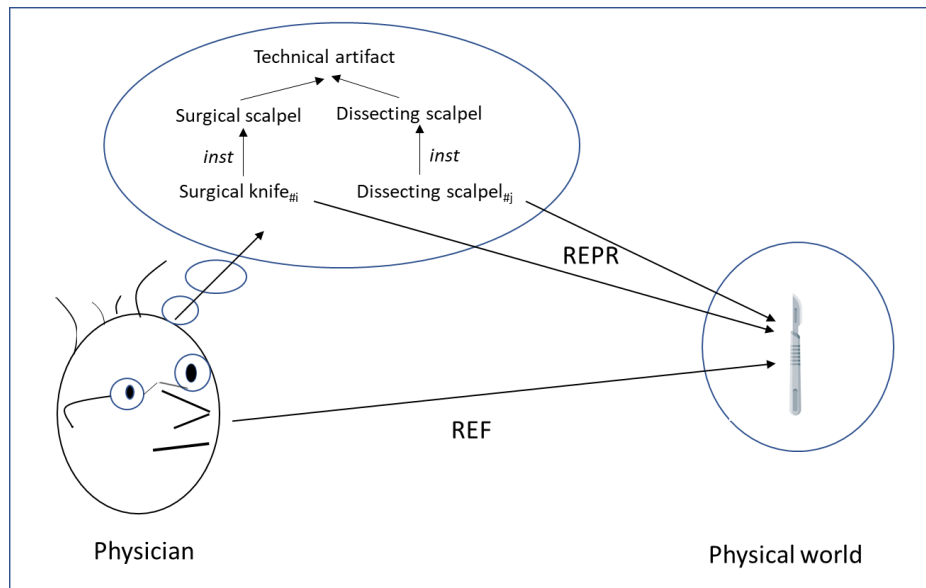 Technical artifact
Surgical scalpel Dissecting scalpel
inst inst
Surgical knife#i Dissecting scalpel#j
REPR
REF
Physician Physical world